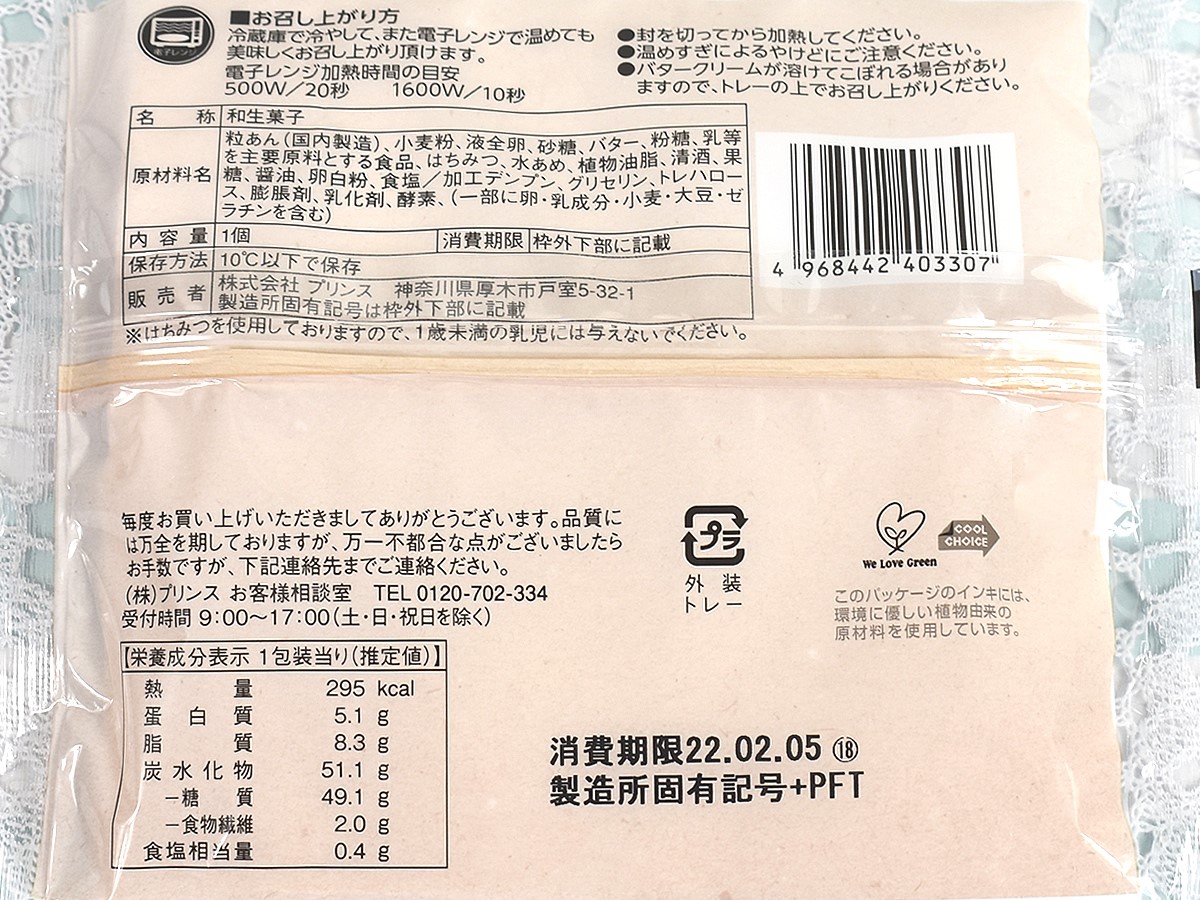 電子レンジ
■お召し上がり方
冷蔵庫で冷やして、また電子レンジで温めても
美味しくお召し上がり頂けます。
電子レンジ加熱時間の目安
500W/20秒 1600W/10秒
●封を切ってから加熱してください。
●温めすぎによるやけどにご注意ください。
●バタークリームが溶けてこぼれる場合があり
ますので、トレーの上でお召し上がりください。
名称 和生菓子
原材料名
粒あん(国内製造)、小麦粉、液全卵、砂糖、バター、粉糖、乳等
を主要原料とする食品、はちみつ、水あめ、植物油脂、清酒、果
糖、醤油、卵白粉、食塩/加工デンプン、グリセリン、トレハロー
ス、膨脹剤、乳化剤、酵素、(一部に卵・乳成分・小麦・大豆・ゼ
ラチンを含む)
内容量 1個 消費期限 枠外下部に記載
保存方法 10℃以下で保存
販売者
株式会社 プリンス 神奈川県厚木市戸室5-32-1
製造所固有記号は枠外下部に記載
※はちみつを使用しておりますので、1歳未満の乳児には与えないでください。
4 968442 403307
毎度お買い上げいただきましてありがとうございます。品質に
は万全を期しておりますが、万一不都合な点がございましたら
お手数ですが、下記連絡先までご連絡ください。
(株)プリンス お客様相談室 TEL 0120-702-334
受付時間 9:00〜17:00(土・日・祝日を除く)
プラ
外装
トレー
We Love Green
COOL
CHOICE
このパッケージのインキには、
環境に優しい植物由来の
原材料を使用しています。
【栄養成分表示 1包装当り(推定値)】
熱量 295 kcal
蛋白質 5.1 g
脂質 8.3 g
炭水化物 51.1 g
−糖質 49.1 g
−食物繊維 2.0 g
食塩相当量 0.4 g
消費期限22.02.05 ⑱
製造所固有記号+PFT